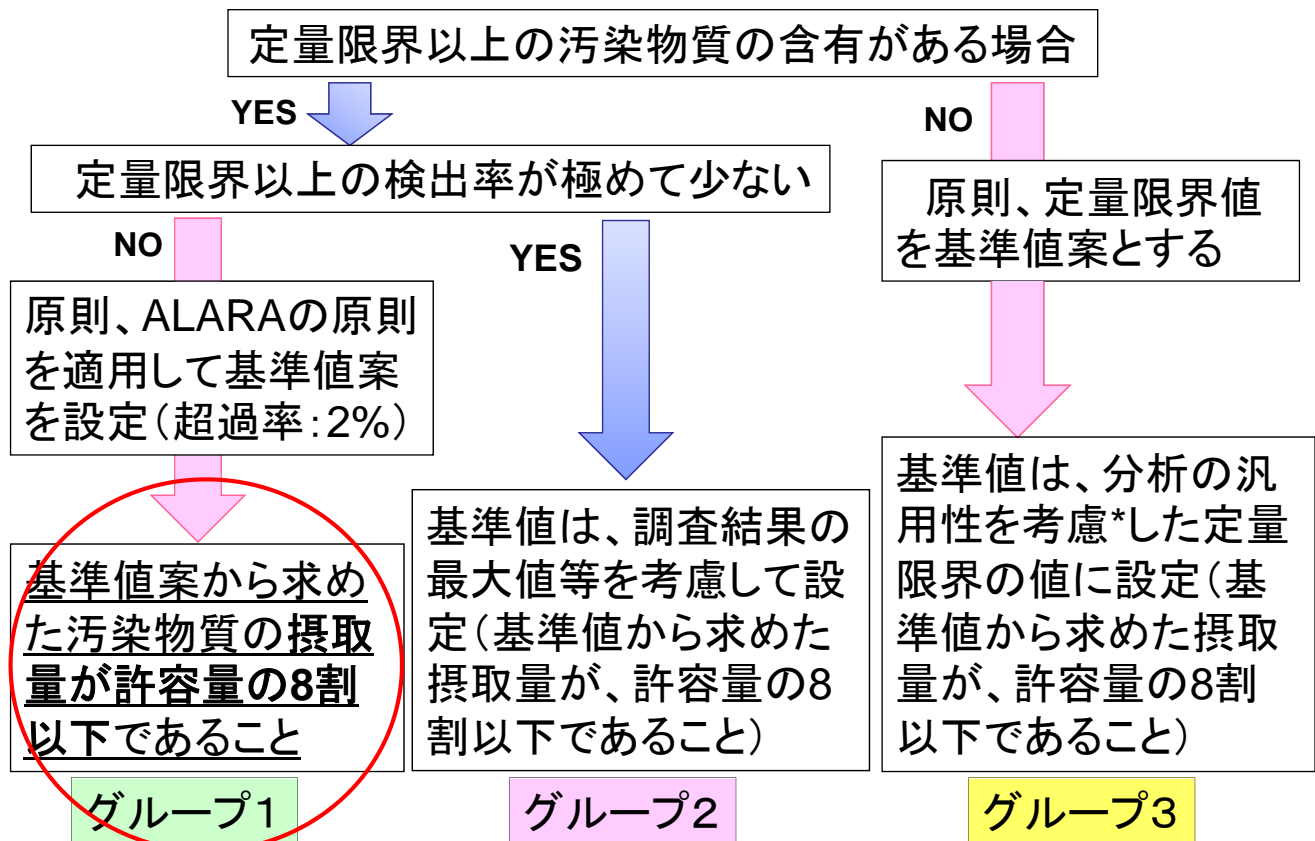 定量限界以上の汚染物質の含有がある場合
YES
NO
定量限界以上の検出率が極めて少ない
NO
YES
原則、定量限界値
を基準値案とする
原則、ALARAの原則
を適用して基準値案
を設定(超過率:2%)
基準値案から求め
た汚染物質の摂取
量が許容量の8割
以下であること
基準値は、調査結果の
最大値等を考慮して設
定(基準値から求めた
摂取量が、許容量の8
割以下であること)
基準値は、分析の汎
用性を考慮*した定量
限界の値に設定(基
準値から求めた摂取
量が、許容量の8割
以下であること)
グループ1
グループ2
グループ3